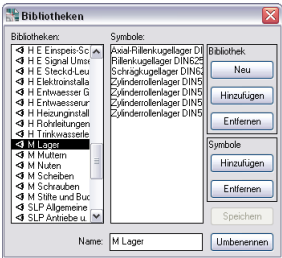 Bibliotheken
Bibliotheken:
Symbole:
H E Einspeis-Sc
H E Signal Umse
H E Steckd-Leu
H Elektroinstalla
H Entwaesser G
H Entwaesserur
H Heizunginstall
H Rohrleitungen
H Trinkwasserle
M Lager
M Muttern
M Nuten
M Scheiben
M Schrauben
M Stifte und Buc
SLP Allgemeine
SLP Antriebe u.
Axial-Rillenkugellager DI
Rillenkugellager DIN625
Schrägkugellager DIN62
Zylinderrollenlager DIN5
Zylinderrollenlager DIN5
Zylinderrollenlager DIN5
Zylinderrollenlager DIN5
Bibliothek
Neu
Hinzufügen
Entfernen
Symbole
Hinzufügen
Entfernen
Speichern
Name:
M Lager
Umbenennen